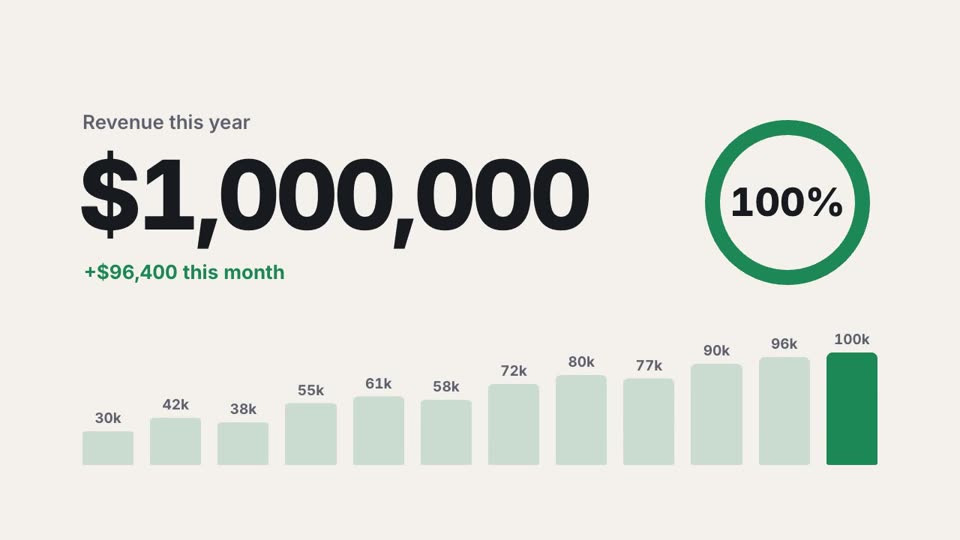 Revenue this year
$1,000,000
+$96,400 this month
100%
30k
42k
38k
55k
61k
58k
72k
80k
77k
90k
96k
100k